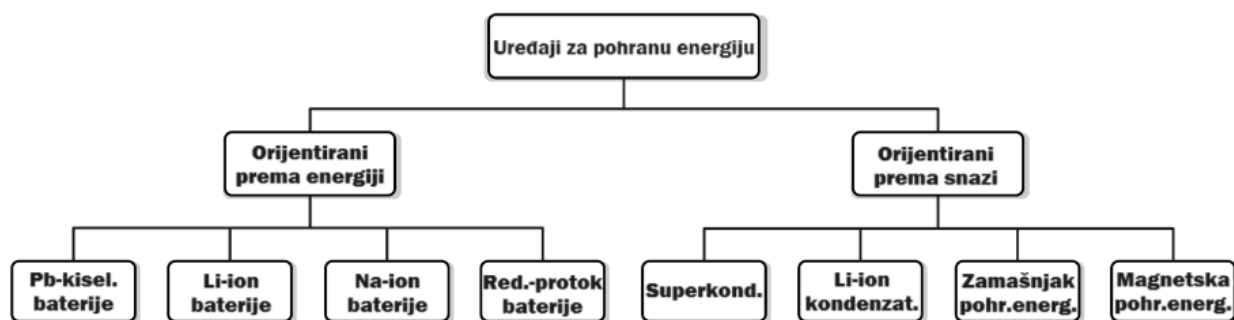 Uređaji za pohranu energiju
Orijentirani
prema energiji
Orijentirani
prema snazi
Pb-kisel.
baterije
Li-ion
baterije
Na-ion
baterije
Red.-protok
baterije
Superkond.
Li-ion
kondenzat.
Zamašnjak
pohr.energ.
Magnetska
pohr.energ.